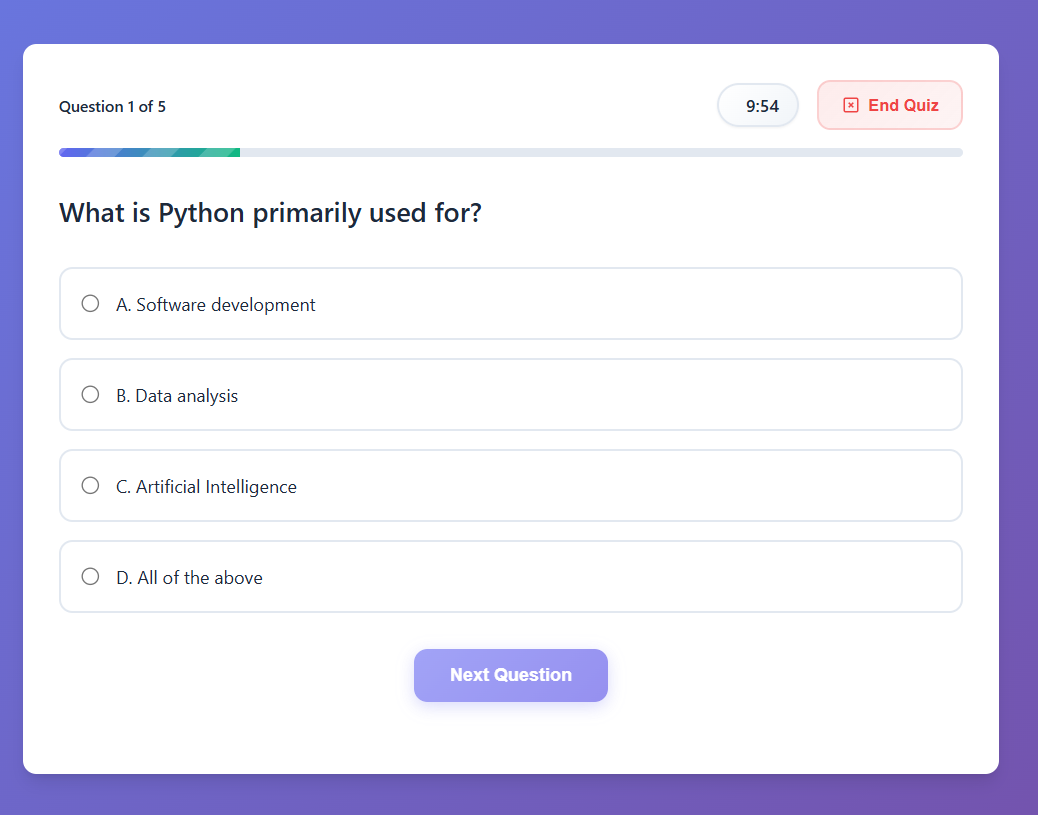 Question 1 of 5
9:54
End Quiz
What is Python primarily used for?
A. Software development
B. Data analysis
C. Artificial Intelligence
D. All of the above
Next Question